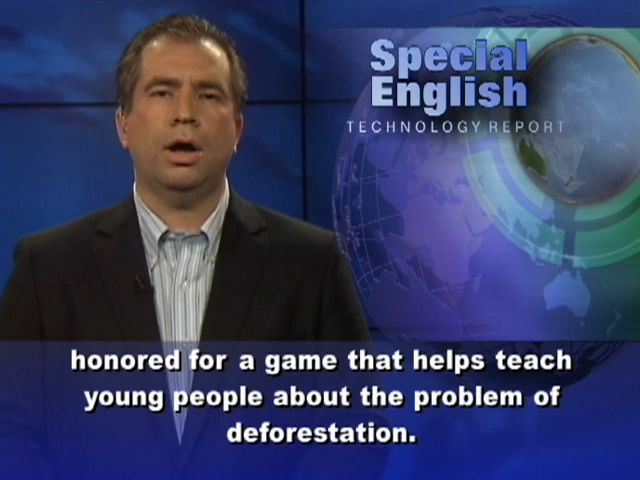 Special
English
TECHNOLOGY REPORT
honored for a game that helps teach
young people about the problem of
deforestation.